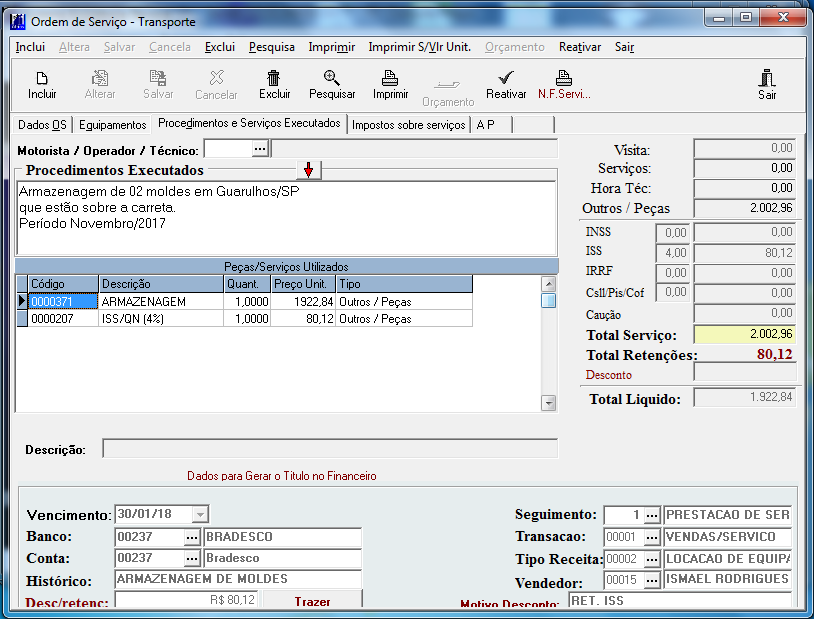 Ordem de Serviço - Transporte
Inclui Altera Salvar Cancela Exclui Pesquisa Imprimir Imprimir S/Vlr Unit. Orçamento Reativar Sair
Incluir Alterar Salvar Cancelar Excluir Pesquisar Imprimir Orçamento Reativar N.F.Servi... Sair
Dados OS Equipamentos Procedimentos e Serviços Executados Impostos sobre serviços A P
Motorista / Operador / Técnico: ...
Procedimentos Executados
Armazenagem de 02 moldes em Guarulhos/SP
que estão sobre a carreta.
Período Novembro/2017
Peças/Serviços Utilizados
Código Descrição Quant. Preço Unit. Tipo
0000371 ARMAZENAGEM 1,0000 1922,84 Outros / Peças
0000207 ISS/QN (4%) 1,0000 80,12 Outros / Peças
Descrição:
Visita: 0,00
Serviços: 0,00
Hora Téc: 0,00
Outros / Peças 2.002,96
INSS 0,00 0,00
ISS 4,00 80,12
IRRF 0,00 0,00
Csll/Pis/Cof 0,00 0,00
Caução 0,00
Total Serviço: 2.002,96
Total Retenções: 80,12
Desconto
Total Liquido: 1.922,84
Dados para Gerar o Titulo no Financeiro
Vencimento: 30/01/18
Banco: 00237 ... BRADESCO
Conta: 00237 ... Bradesco
Histórico: ARMAZENAGEM DE MOLDES
Desc/retenc: R$ 80,12 Trazer
Seguimento: 1 ... PRESTACAO DE SER
Transacao: 00001 ... VENDAS/SERVICO
Tipo Receita: 00002 ... LOCACAO DE EQUIPA
Vendedor: 00015 ... ISMAEL RODRIGUES
Motivo Desconto: RET. ISS